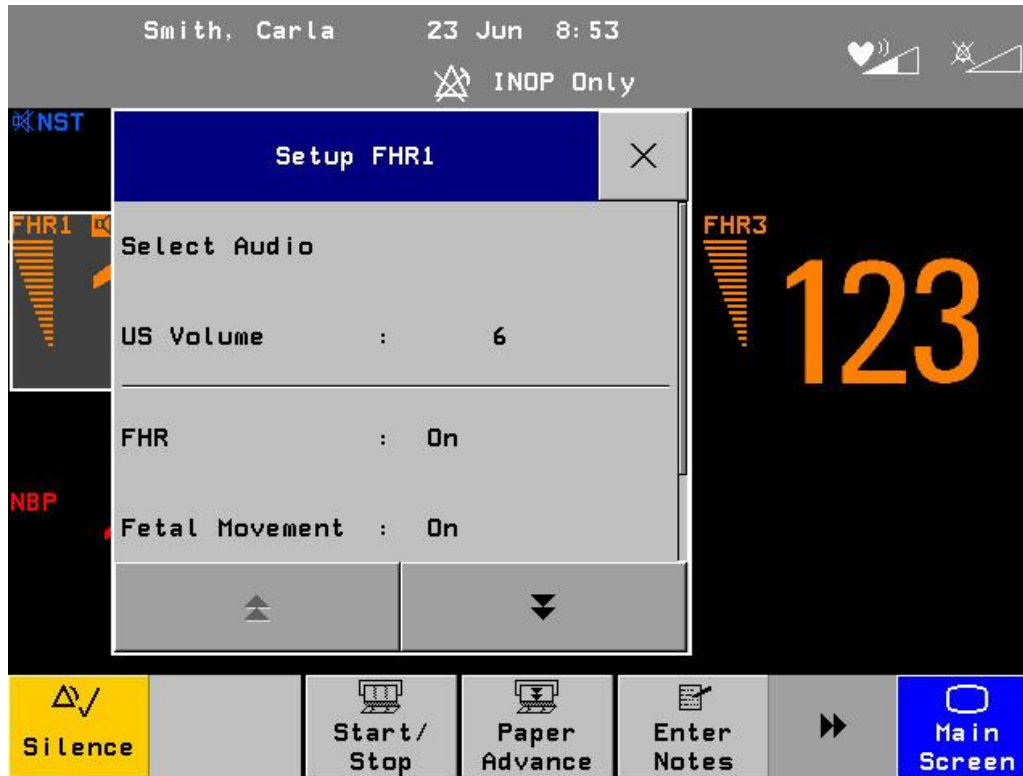 Smith, Carla 23 Jun 8:53
INOP Only
NST
Setup FHR1
FHR1
Select Audio
FHR3
123
US Volume : 6
FHR : On
NBP
Fetal Movement : On
Silence
Start/
Stop
Paper
Advance
Enter
Notes
Main
Screen